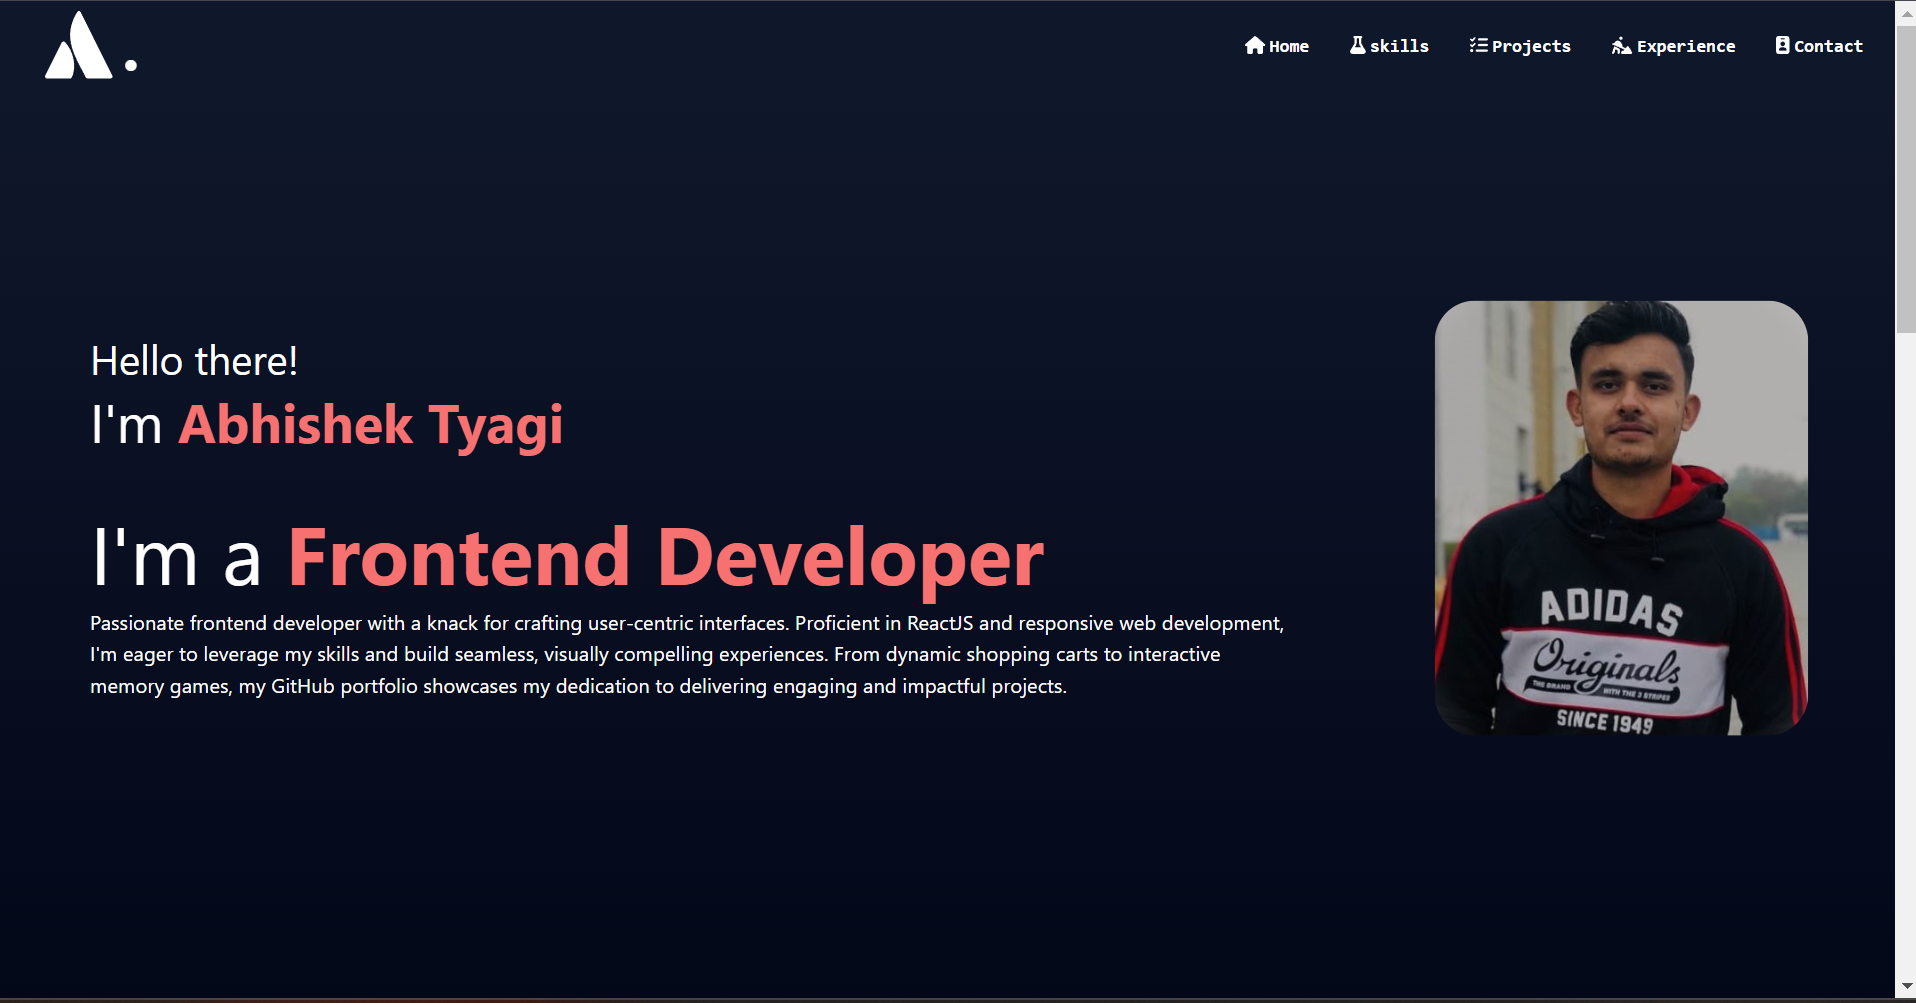 Home skills Projects Experience Contact
Hello there!
I'm Abhishek Tyagi
I'm a Frontend Developer
Passionate frontend developer with a knack for crafting user-centric interfaces. Proficient in ReactJS and responsive web development,
I'm eager to leverage my skills and build seamless, visually compelling experiences. From dynamic shopping carts to interactive
memory games, my GitHub portfolio showcases my dedication to delivering engaging and impactful projects.
ADIDAS
Originals
THE BRAND WITH THE 3 STRIPES
SINCE 1949